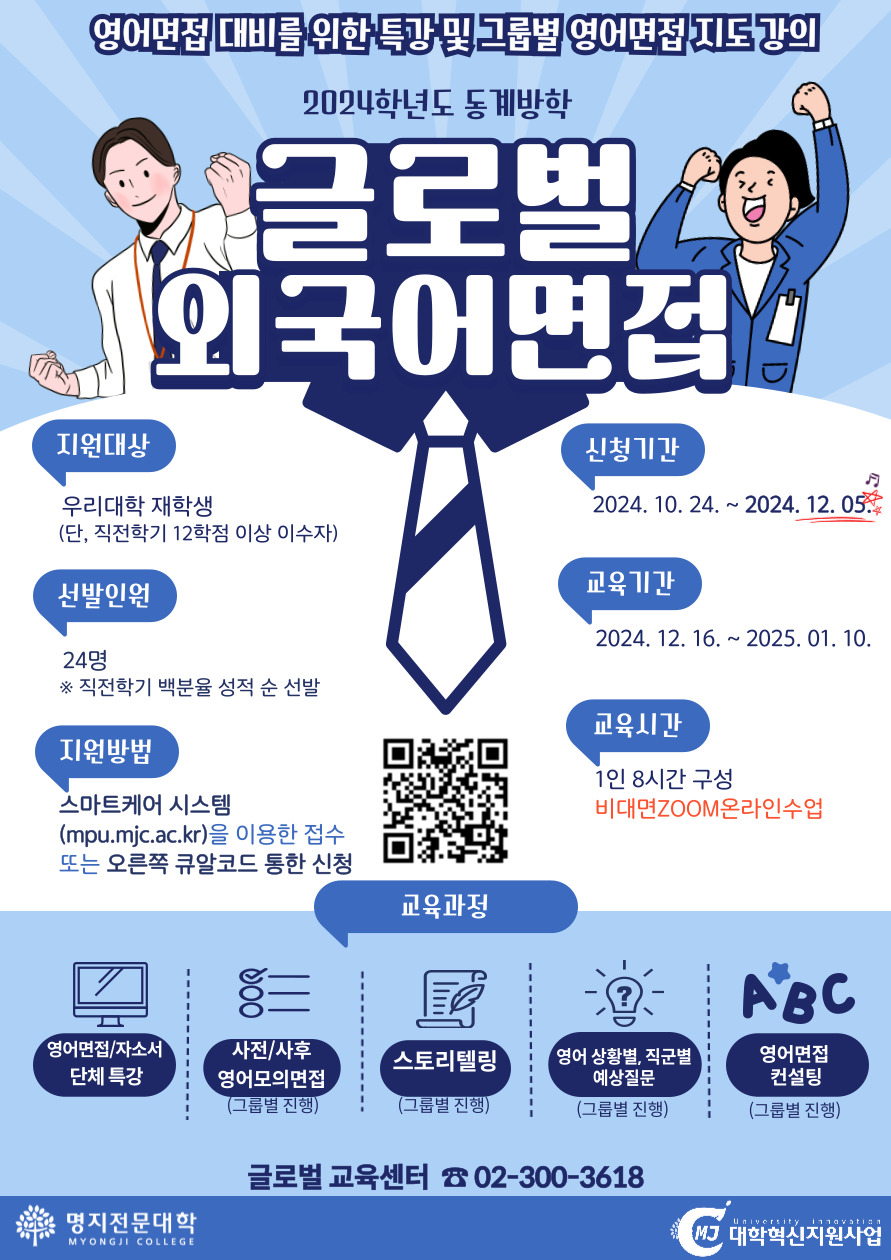 영어면접 대비를 위한 특강 및 그룹별 영어면접 지도 강의
2024학년도 동계방학
글로벌
외국어면접
지원대상
우리대학 재학생
(단, 직전학기 12학점 이상 이수자)
선발인원
24명
※ 직전학기 백분율 성적 순 선발
지원방법
스마트케어 시스템
(mpu.mjc.ac.kr)을 이용한 접수
또는 오른쪽 큐알코드 통한 신청
신청기간
2024. 10. 24. ~ 2024. 12. 05.
교육기간
2024. 12. 16. ~ 2025. 01. 10.
교육시간
1인 8시간 구성
비대면ZOOM온라인수업
교육과정
영어면접/자소서
단체 특강
사전/사후
영어모의면접
(그룹별 진행)
스토리텔링
(그룹별 진행)
?
영어 상황별, 직군별
예상질문
(그룹별 진행)
ABC
영어면접
컨설팅
(그룹별 진행)
글로벌 교육센터 ☎ 02-300-3618
명지전문대학
MYONGJI COLLEGE
MJ
University innovation
대학혁신지원사업